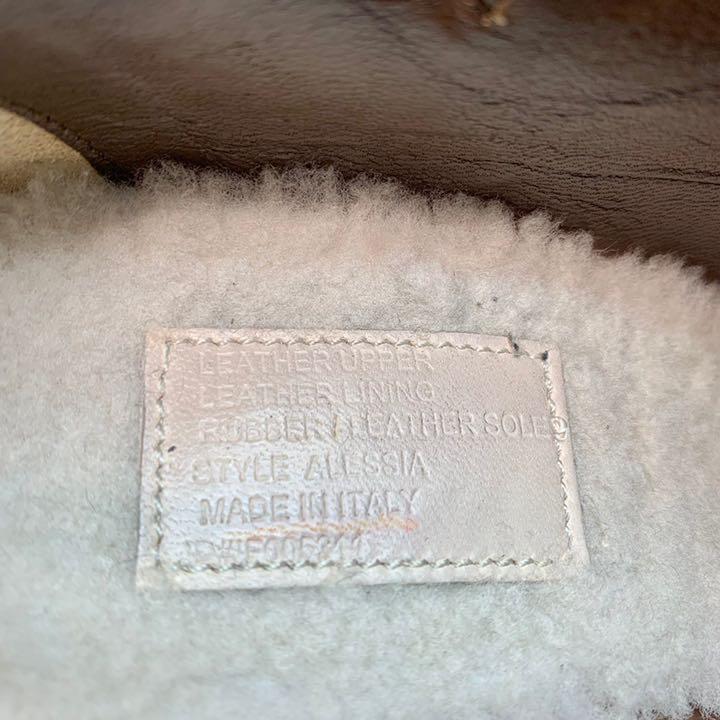 LEATHER UPPER
LEATHER LINING
RUBBER / LEATHER SOLE
STYLE ALESSIA
MADE IN ITALY